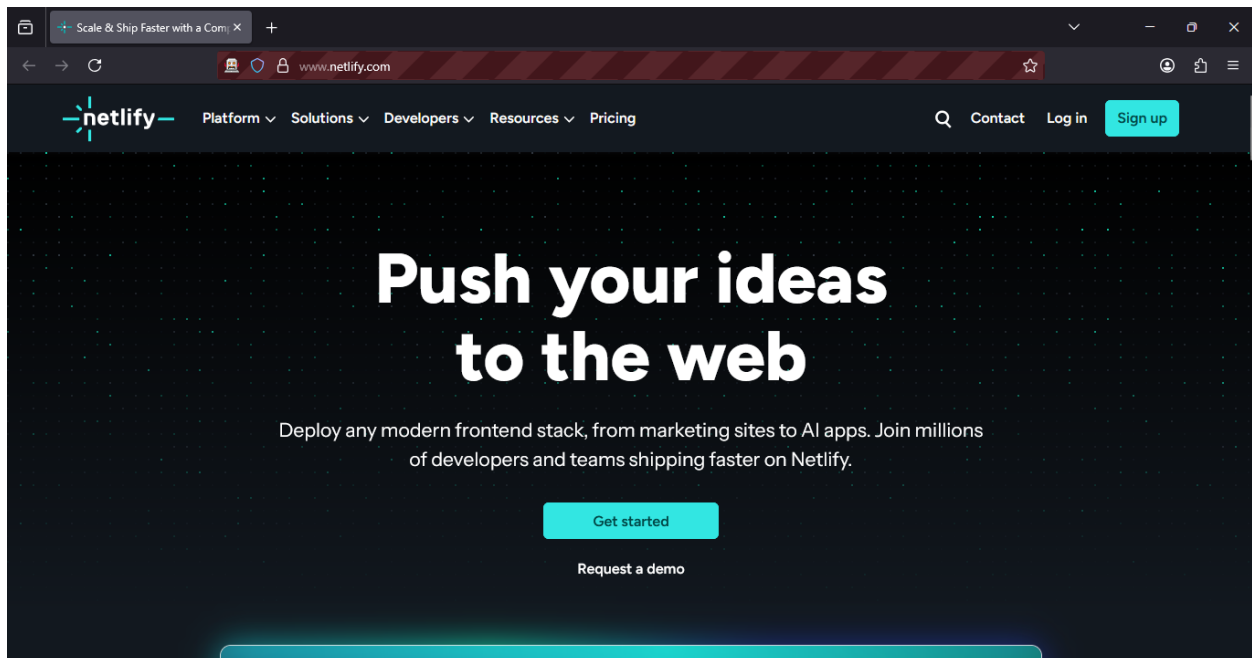 Scale & Ship Faster with a Comp
www.netlify.com
netlify
Platform
Solutions
Developers
Resources
Pricing
Contact
Log in
Sign up
Push your ideas
to the web
Deploy any modern frontend stack, from marketing sites to AI apps. Join millions
of developers and teams shipping faster on Netlify.
Get started
Request a demo